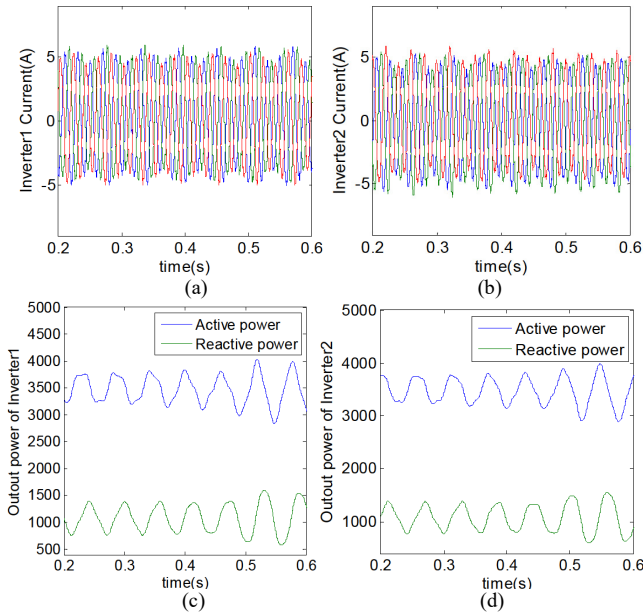 Inverter1 Current(A)
5
0
-5
0.2 0.3 0.4 0.5 0.6
time(s)
(a)
Inverter2 Current(A)
5
0
-5
0.2 0.3 0.4 0.5 0.6
time(s)
(b)
Outout power of Inverter1
5000
4500
4000
3500
3000
2500
2000
1500
1000
500
Active power
Reactive power
0.2 0.3 0.4 0.5 0.6
time(s)
(c)
Outout power of Inverter2
5000
4000
3000
2000
1000
Active power
Reactive power
0.2 0.3 0.4 0.5 0.6
time(s)
(d)